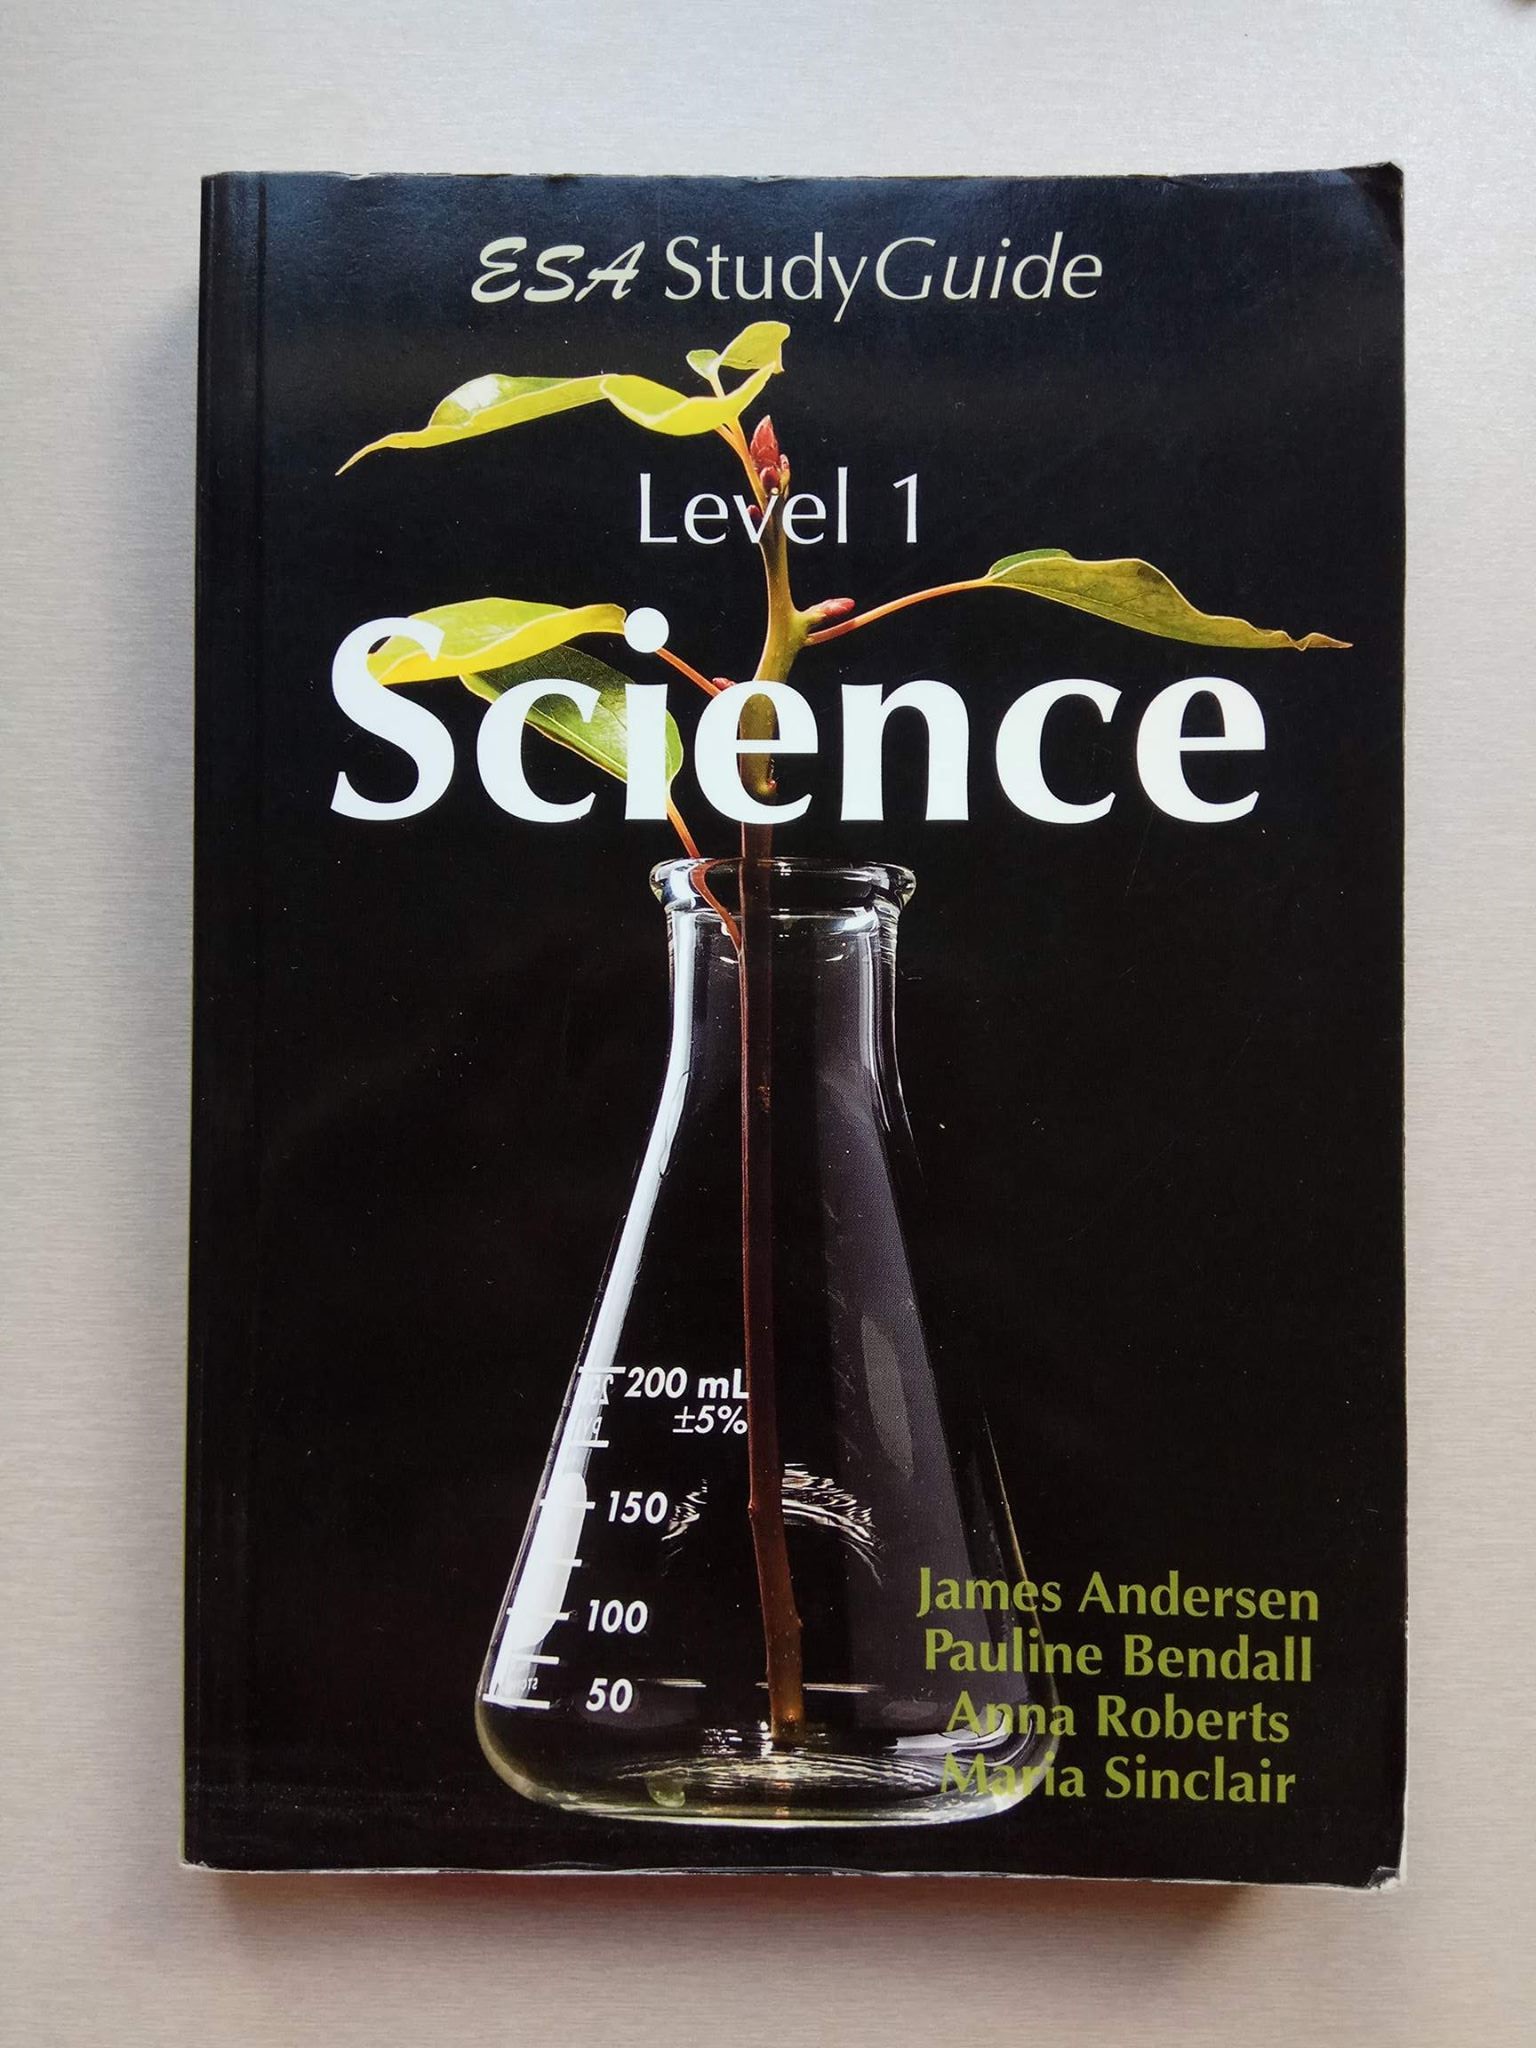 ESA StudyGuide
Level 1
Science
200 mL
±5%
150
100
50
James Andersen
Pauline Bendall
Anna Roberts
Maria Sinclair